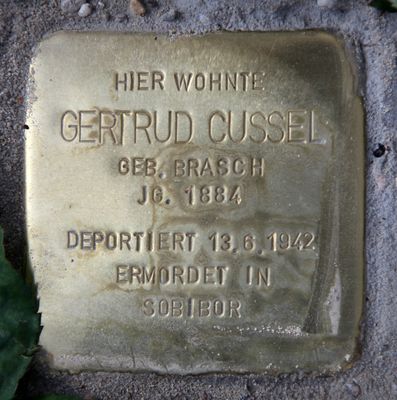 HIER WOHNTE
GERTRUD CUSSEL
GEB. BRASCH
JG. 1884
DEPORTIERT 13.6.1942
ERMORDET IN
SOBIBOR